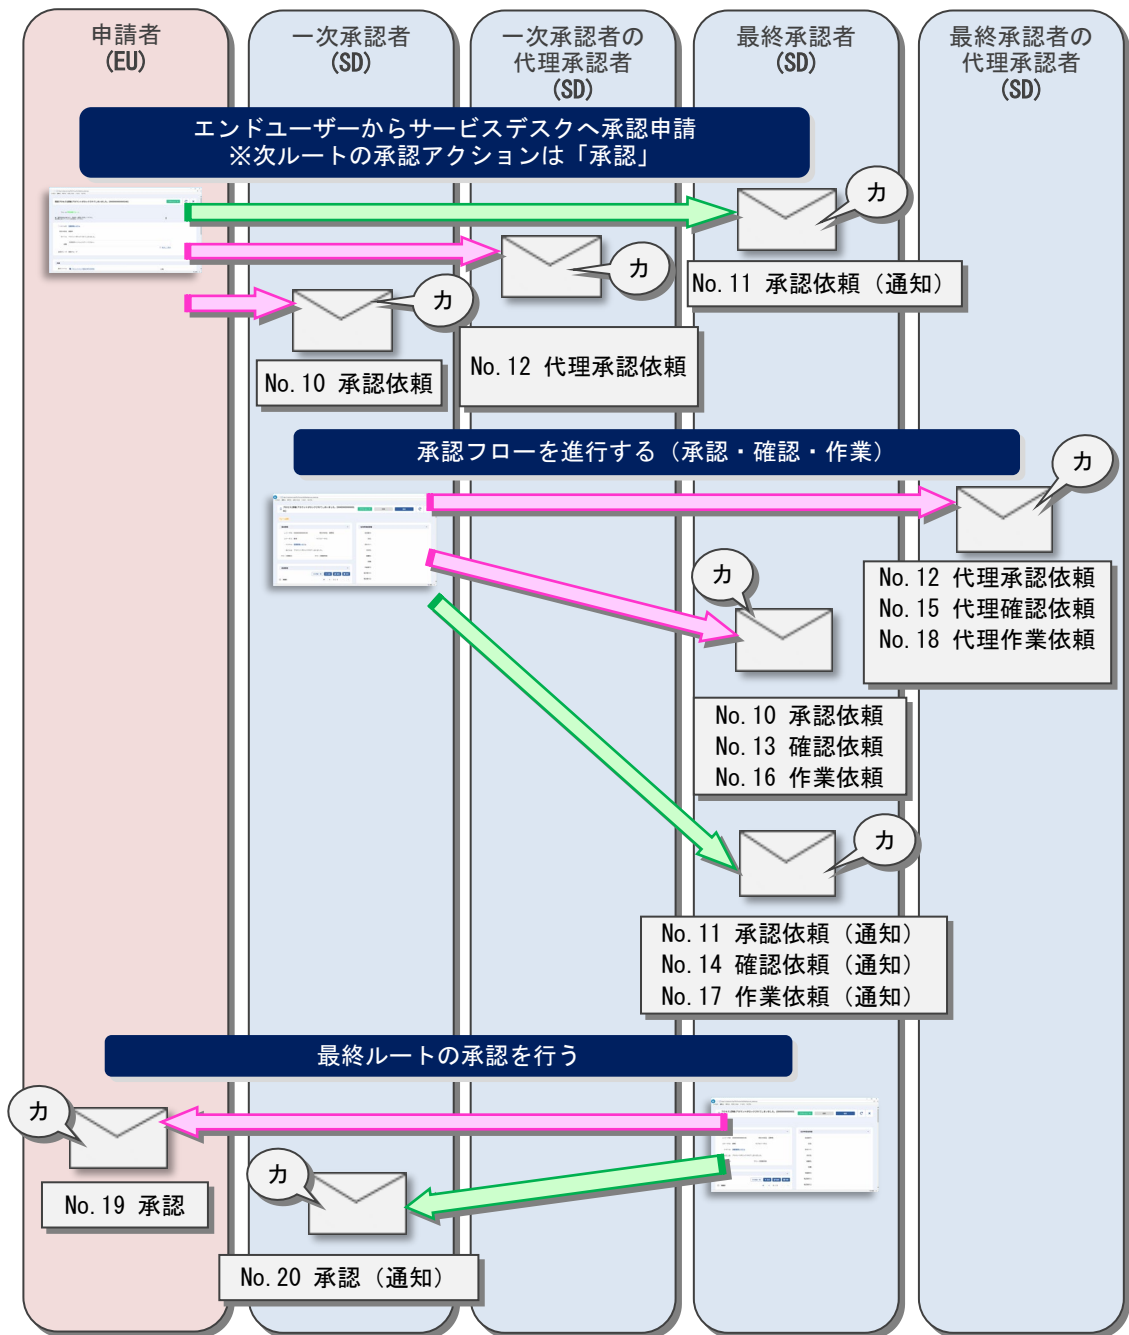 申請者
(EU)
一次承認者
(SD)
一次承認者の
代理承認者
(SD)
最終承認者
(SD)
最終承認者の
代理承認者
(SD)
エンドユーザーからサービスデスクへ承認申請
※次ルートの承認アクションは「承認」
カ
No.11 承認依頼（通知）
カ
No.12 代理承認依頼
カ
No.10 承認依頼
承認フローを進行する（承認・確認・作業）
カ
No.12 代理承認依頼
No.15 代理確認依頼
No.18 代理作業依頼
カ
No.10 承認依頼
No.13 確認依頼
No.16 作業依頼
カ
No.11 承認依頼（通知）
No.14 確認依頼（通知）
No.17 作業依頼（通知）
最終ルートの承認を行う
カ
No.19 承認
カ
No.20 承認（通知）